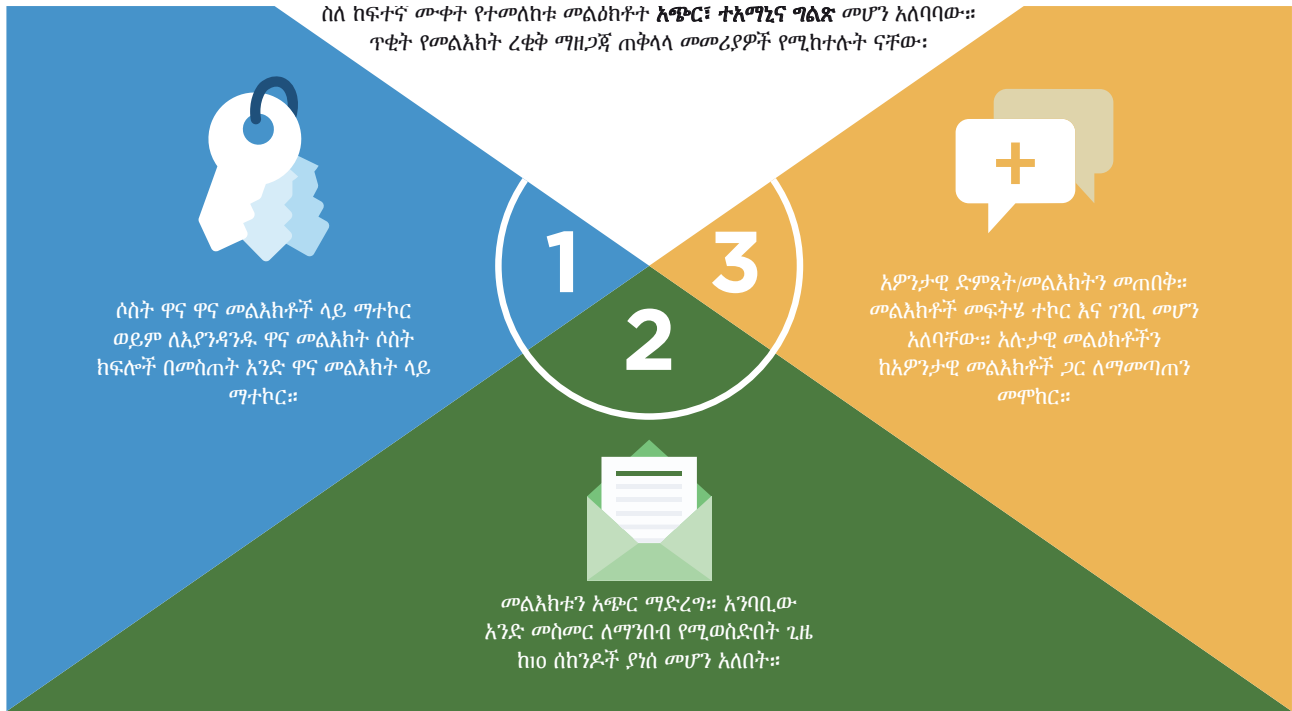 ስለ ከፍተኛ ሙቀት የተመለከቱ መልዕክቶት አጭር፣ ተአማኒና ግልጽ መሆን አለባባው።
ጥቂት የመልእክት ረቂቅ ማዘጋጃ ጠቅላላ መመሪያዎች የሚከተሉት ናቸው፡
1
ሶስት ዋና ዋና መልእክቶች ላይ ማተኮር
ወይም ለእያንዳንዱ ዋና መልእክት ሶስት
ክፍሎች በመስጠት አንድ ዋና መልእክት ላይ
ማተኮር።
2
መልእክቱን አጭር ማድረግ። አንባቢው
አንድ መስመር ለማንበብ የሚወስድበት ጊዜ
ከ10 ሰከንዶች ያነሰ መሆን አለበት።
3
አዎንታዊ ድምጸት/መልእክትን መጠበቅ።
መልእክቶች መፍትሄ ተኮር እና ገንቢ መሆን
አለባቸው። አሉታዊ መልዕክቶችን
ከአዎንታዊ መልእክቶች ጋር ለማመጣጠን
መሞከር።